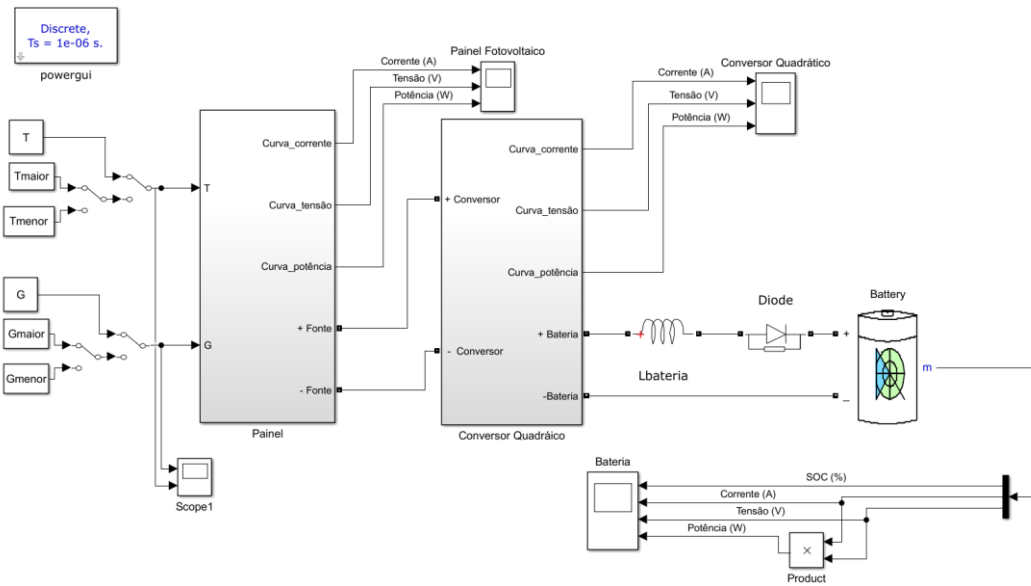 Discrete,
Ts = 1e-06 s.
powergui
Painel Fotovoltaico
Corrente (A)
Tensão (V)
Potência (W)
Conversor Quadrático
Corrente (A)
Tensão (V)
Potência (W)
T
Tmaior
Tmenor
G
Gmaior
Gmenor
T
G
Curva_corrente
Curva_tensão
Curva_potência
+ Fonte
- Fonte
Painel
Scope1
+ Conversor
- Conversor
Curva_corrente
Curva_tensão
Curva_potência
+ Bateria
-Bateria
Conversor Quadráico
Lbateria
Diode
Battery
+
m
_
Bateria
SOC (%)
Corrente (A)
Tensão (V)
Potência (W)
×
Product